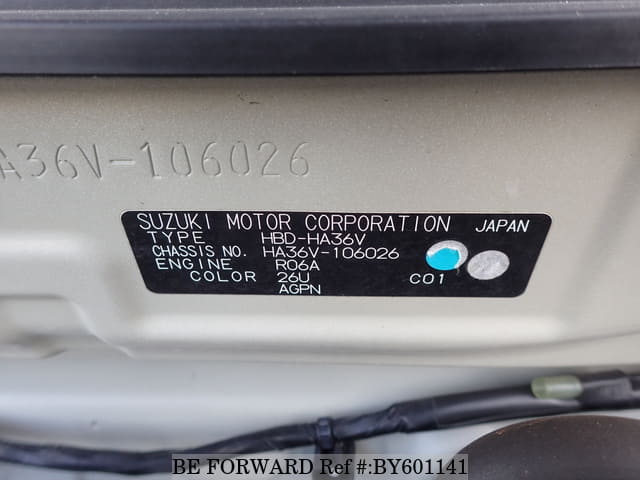 A36V-106026
SUZUKI MOTOR CORPORATION JAPAN
TYPE HBD-HA36V
CHASSIS NO. HA36V-106026
ENGINE R06A
COLOR 26U C01
AGPN
BE FORWARD Ref #:BY601141